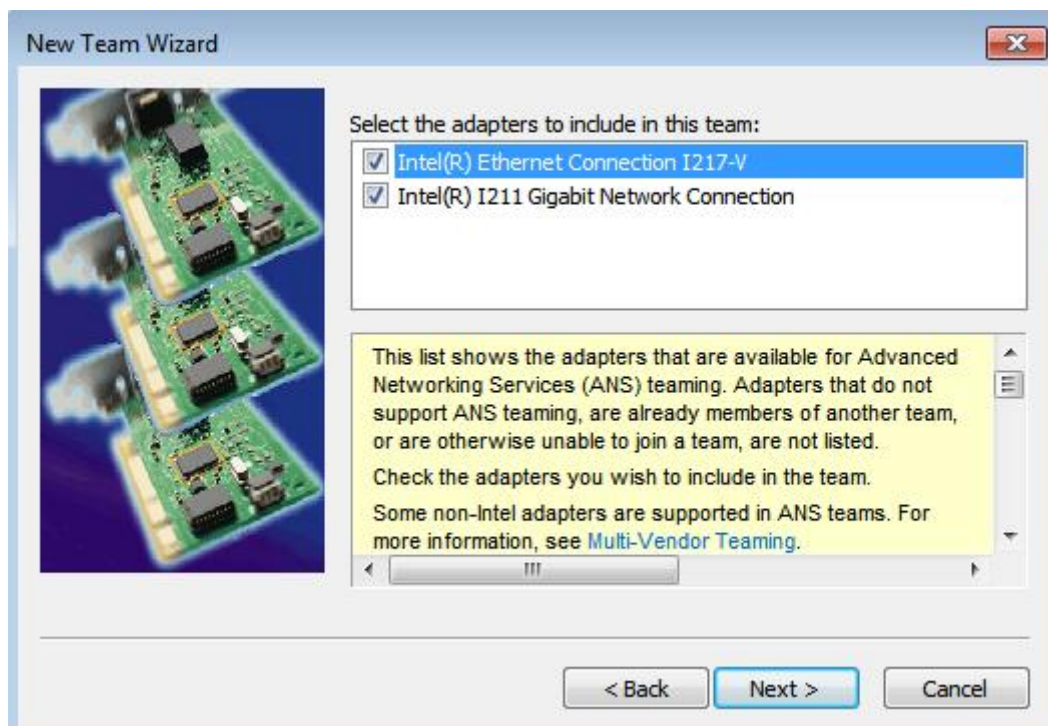 New Team Wizard
Select the adapters to include in this team:
Intel(R) Ethernet Connection I217-V
Intel(R) I211 Gigabit Network Connection
This list shows the adapters that are available for Advanced
Networking Services (ANS) teaming. Adapters that do not
support ANS teaming, are already members of another team,
or are otherwise unable to join a team, are not listed.
Check the adapters you wish to include in the team.
Some non-Intel adapters are supported in ANS teams. For
more information, see Multi-Vendor Teaming.
< Back
Next >
Cancel